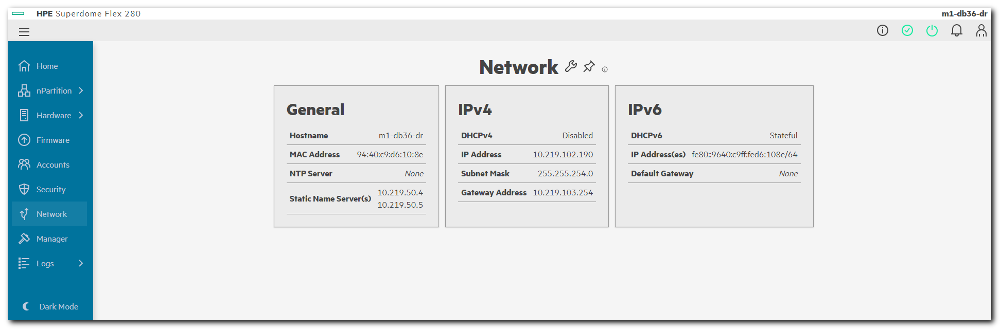 HPE Superdome Flex 280
m1-db36-dr
Home
nPartition
Hardware
Firmware
Accounts
Security
Network
Manager
Logs
Dark Mode
Network
General
Hostname m1-db36-dr
MAC Address 94:40:c9:d6:10:8e
NTP Server None
Static Name Server(s) 10.219.50.4
10.219.50.5
IPv4
DHCPv4 Disabled
IP Address 10.219.102.190
Subnet Mask 255.255.254.0
Gateway Address 10.219.103.254
IPv6
DHCPv6 Stateful
IP Address(es) fe80::9640:c9ff:fed6:108e/64
Default Gateway None